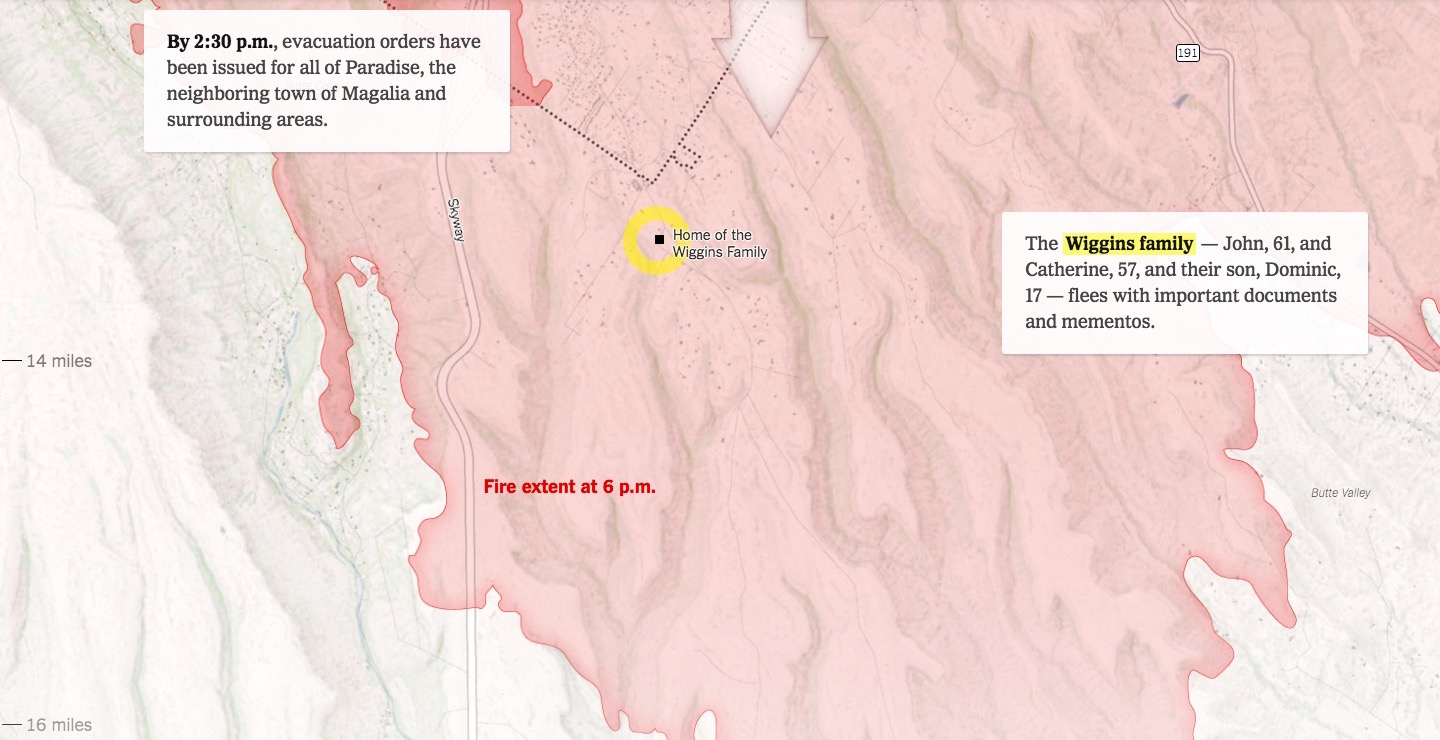 By 2:30 p.m., evacuation orders have
been issued for all of Paradise, the
neighboring town of Magalia and
surrounding areas.
191
Skyway
Home of the
Wiggins Family
The Wiggins family — John, 61, and
Catherine, 57, and their son, Dominic,
17 — flees with important documents
and mementos.
14 miles
Fire extent at 6 p.m.
Butte Valley
16 miles